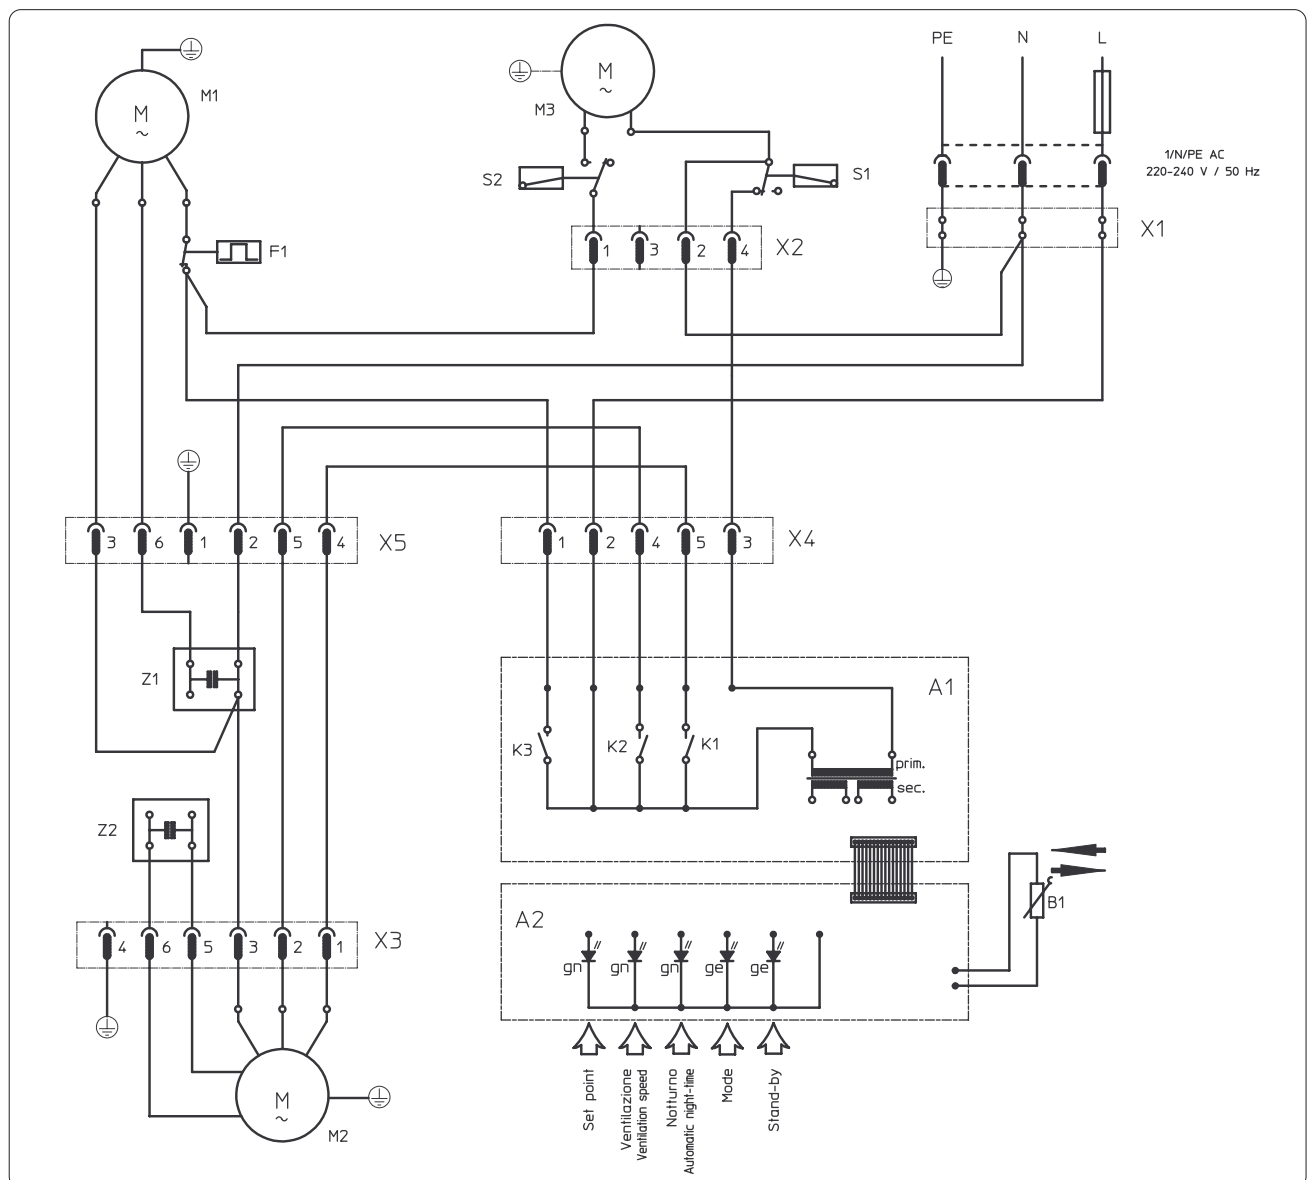 PE N L
M
~
M1
M
~
M3
1/N/PE AC
220-240 V / 50 Hz
S2
S1
1 3 2 4
X2
X1
F1
3 6 1 2 5 4
X5
1 2 4 5 3
X4
Z1
A1
K3
K2
K1
prim.
sec.
Z2
4 6 5 3 2 1
X3
A2
gn gn gn ge ge
B1
M
~
M2
Set point
Ventilazione
Ventilation speed
Notturno
Automatic night-time
Mode
Stand-by